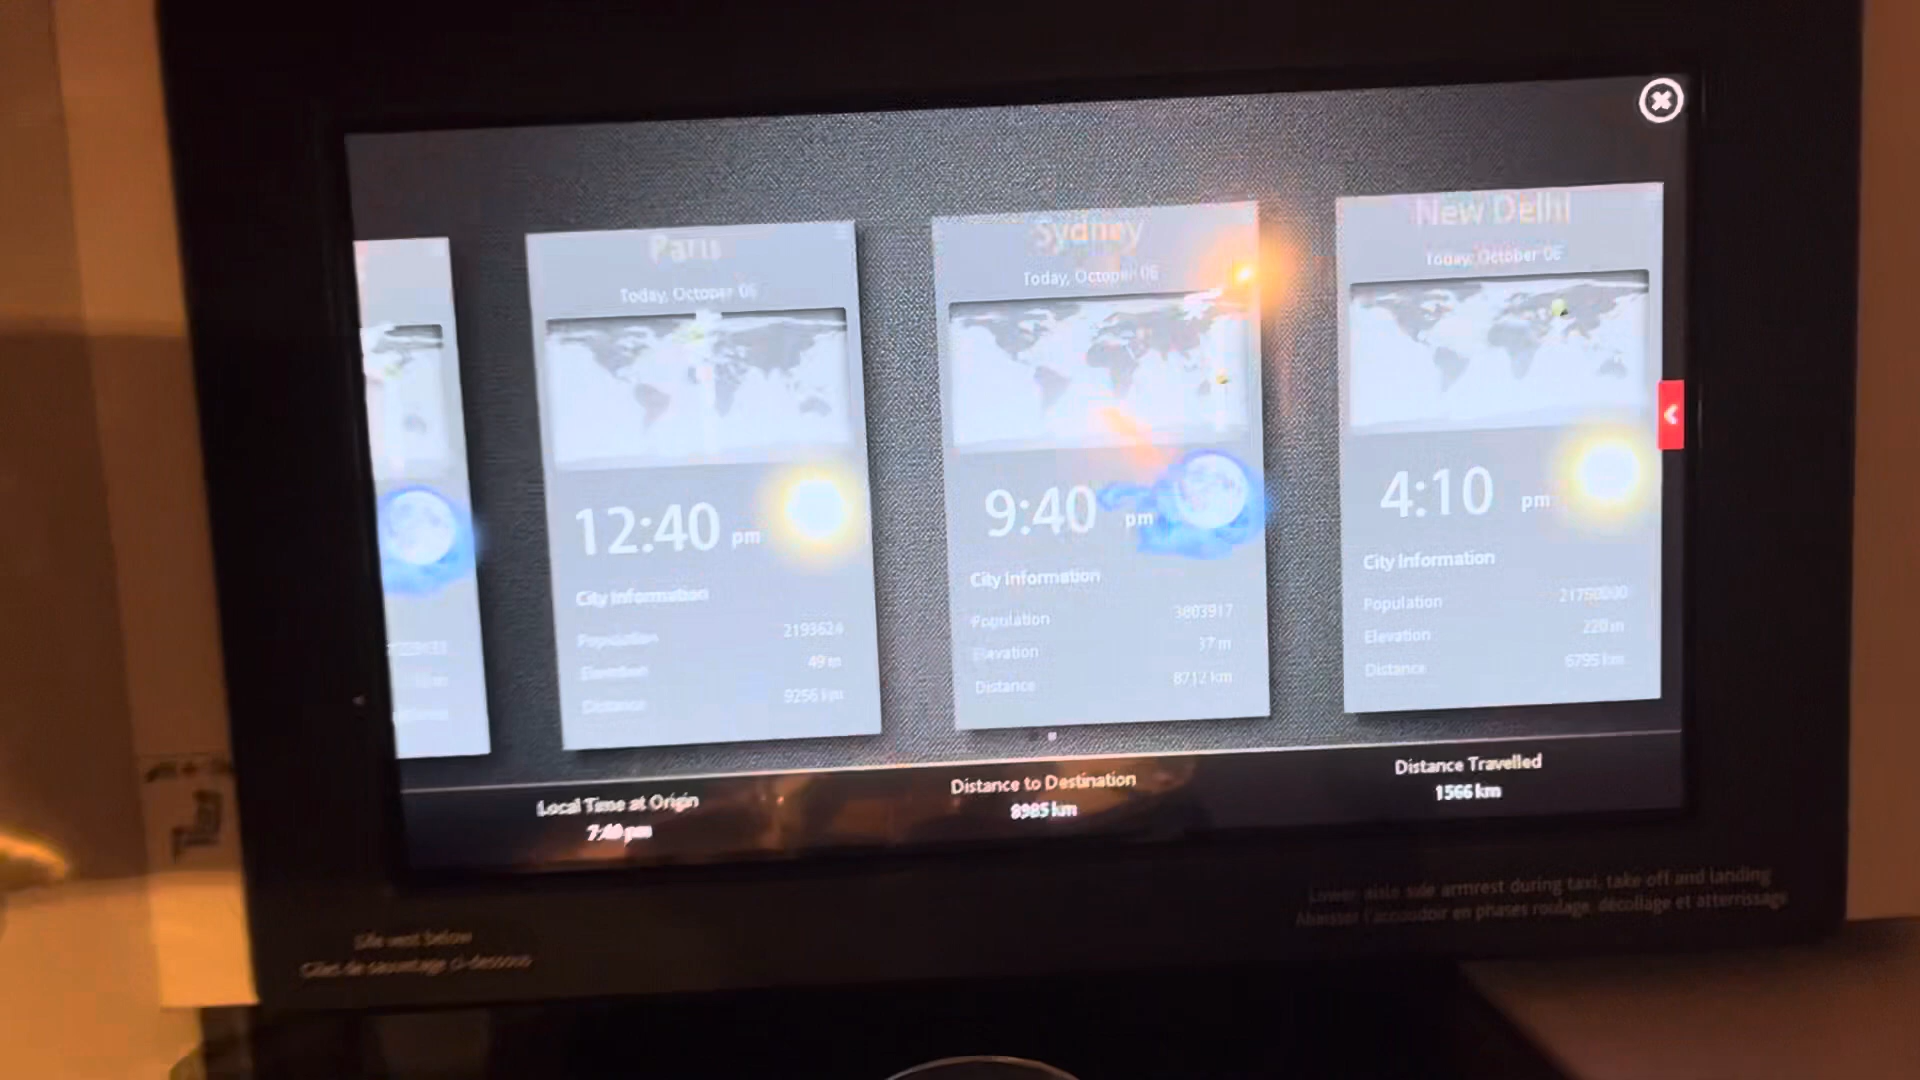 Paris
Today, October 06
12:40 pm
City Information
Population 2193624
Elevation 49 m
Distance 9256 km
Sydney
Today, October 06
9:40 pm
City Information
Population 3803917
Elevation 37 m
Distance 8712 km
New Delhi
Today, October 06
4:10 pm
City Information
Population 21750000
Elevation 220 m
Distance 6795 km
Local Time at Origin
7:40 pm
Distance to Destination
8985 km
Distance Travelled
1566 km
Life vest below
Gilet de sauvetage ci-dessous
Lower aisle side armrest during taxi, take off and landing
Abaisser l'accoudoir en phases roulage, décollage et atterrissage